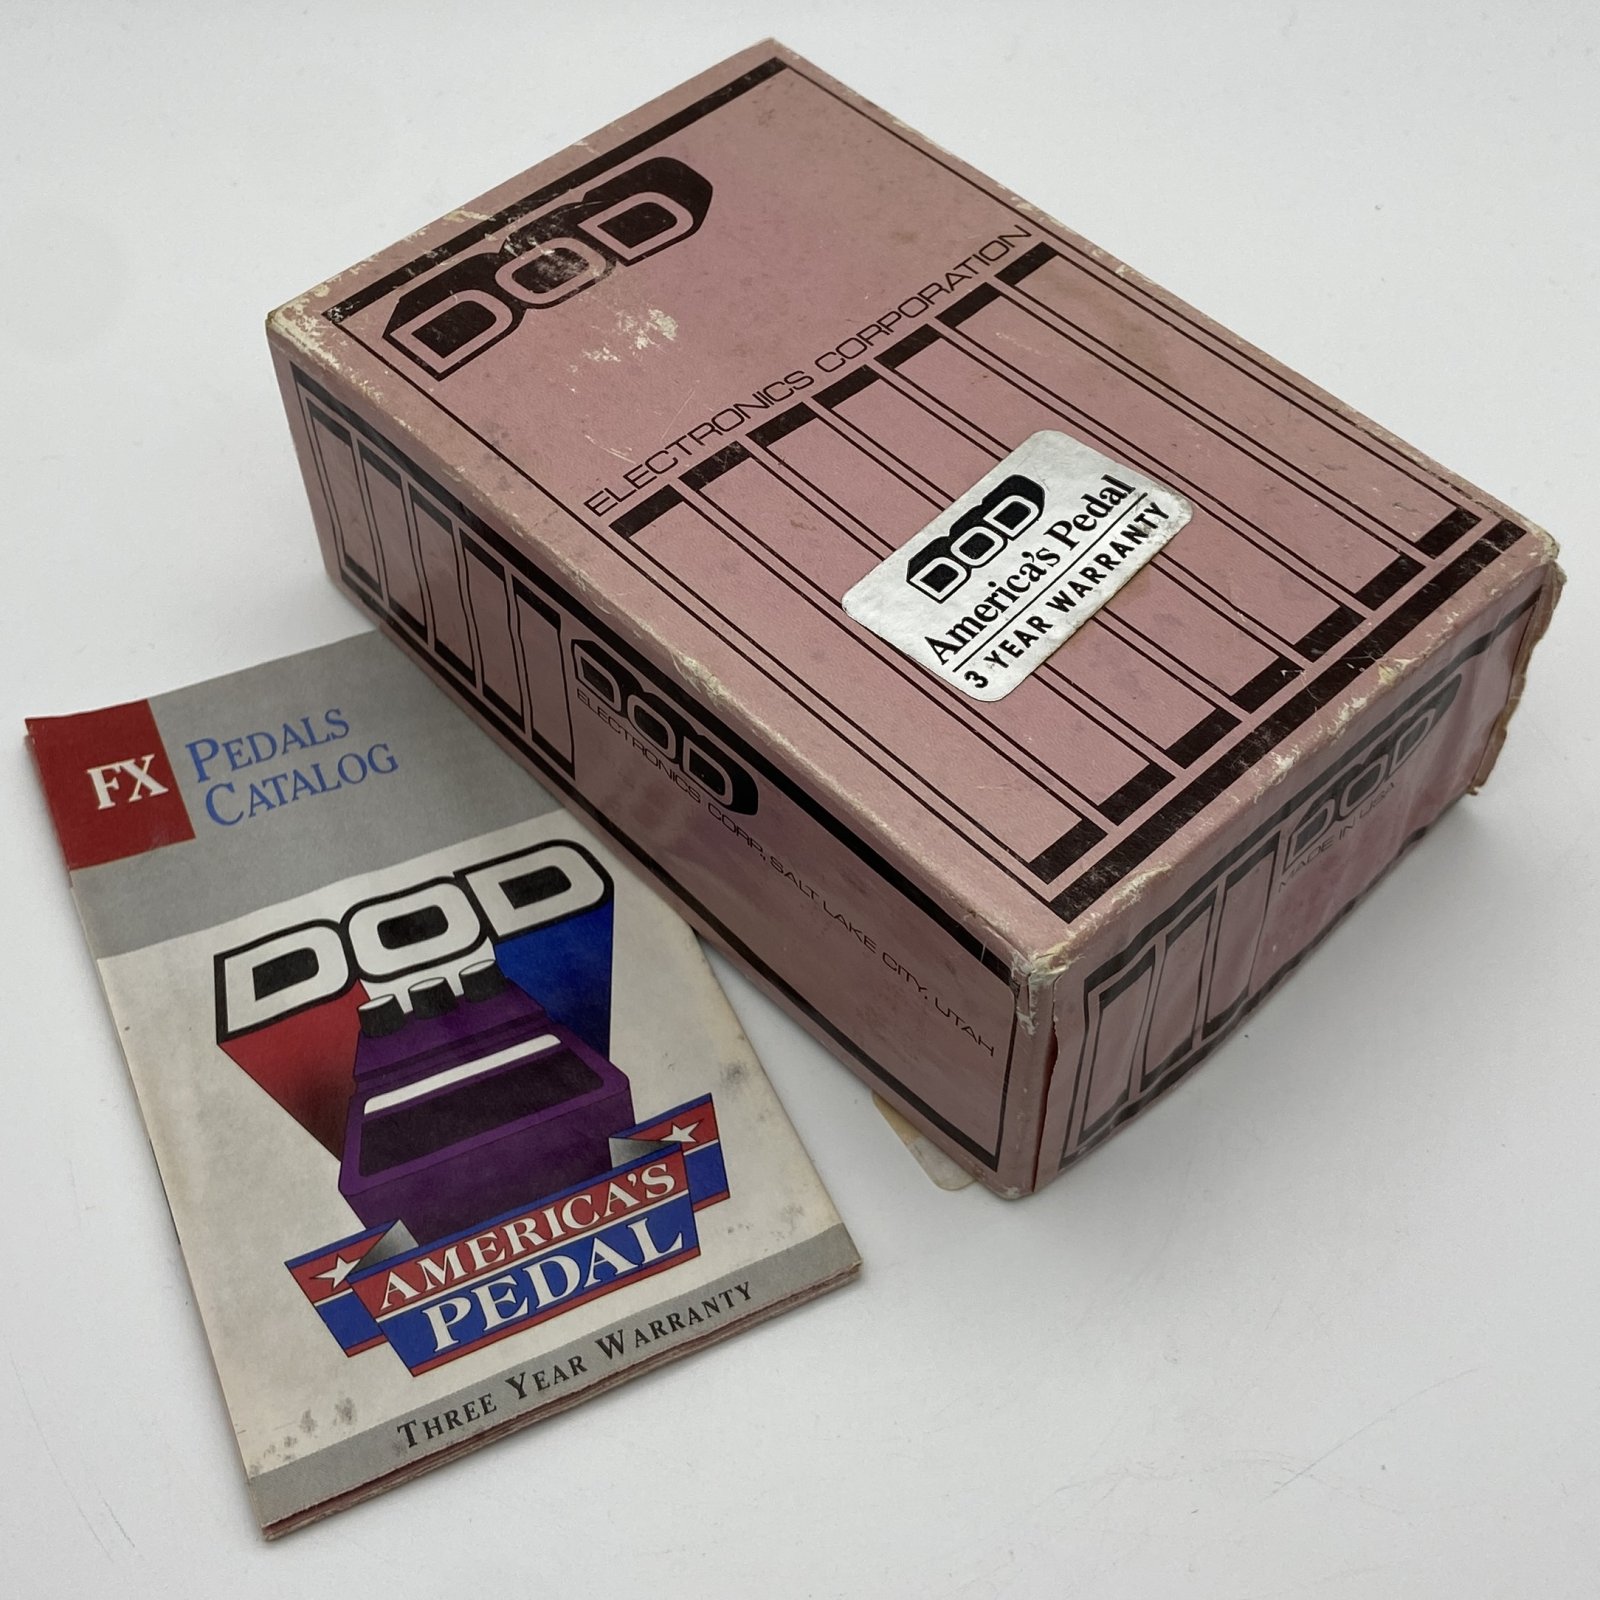 DOD
ELECTRONICS CORPORATION
DOD
America's Pedal
3 YEAR WARRANTY
DOD
ELECTRONICS CORP. SALT LAKE CITY, UTAH
DOD
MADE IN USA
FX
PEDALS
CATALOG
DOD
AMERICA'S
PEDAL
THREE YEAR WARRANTY